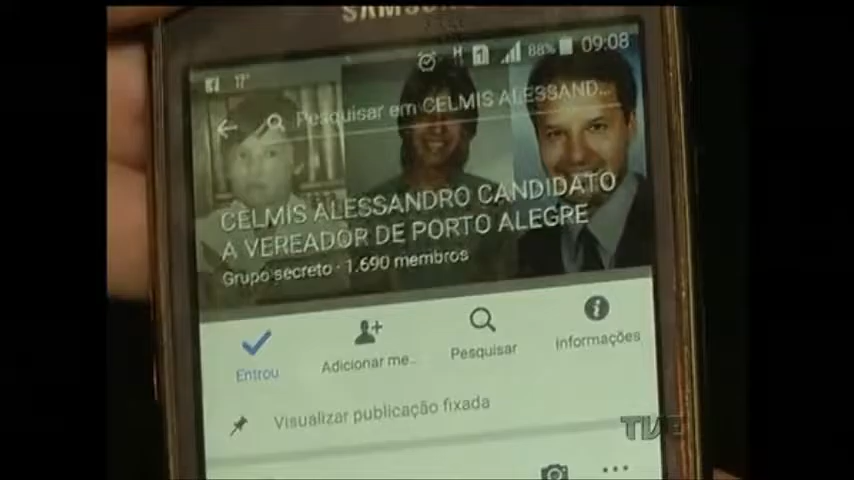 SAMSUNG
H 1 88% 09:08
Pesquisar em CELMIS ALESSAND...
CELMIS ALESSANDRO CANDIDATO
A VEREADOR DE PORTO ALEGRE
Grupo secreto · 1.690 membros
Entrou
Adicionar me...
Pesquisar
Informações
Visualizar publicação fixada
TVE